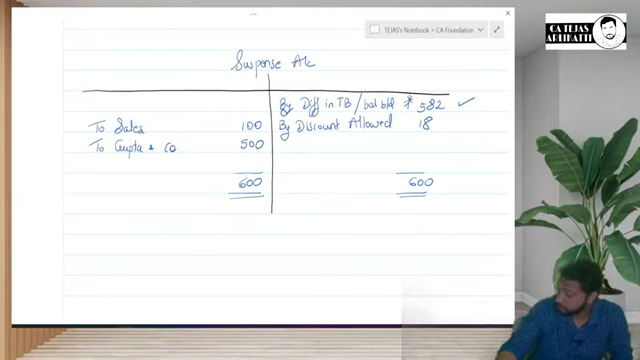 CA TEJAS
ARLIKATTI
TEJAS's Notebook > CA Foundation
Suspense A/c
By Diff in TB / bal b/d * 582 ✓
To Sales 100 By Discount Allowed 18
To Gupta & Co. 500
600 600